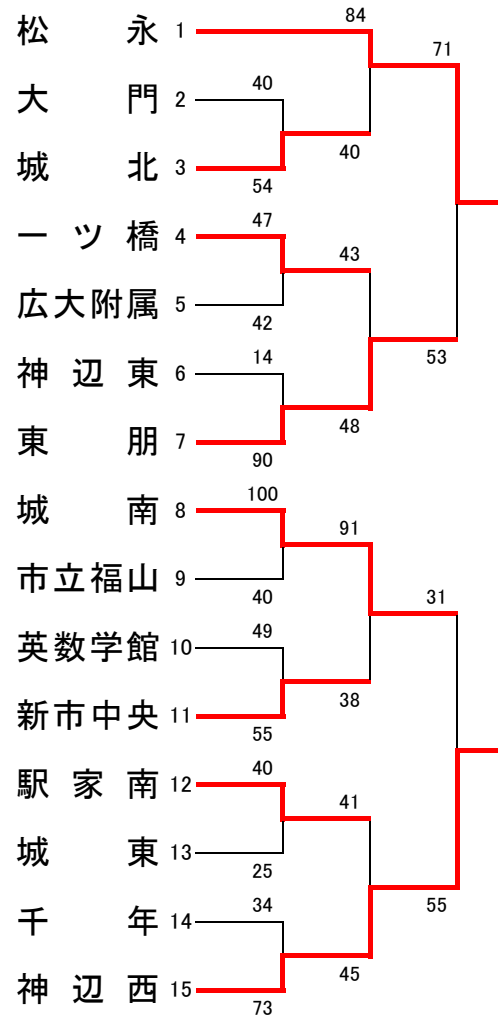 松永 1 84
71
大門 2 40
城北 3 54 40
一ツ橋 4 47
43
広大附属 5 42
神辺東 6 14
53
東朋 7 90 48
城南 8 100
91
市立福山 9 40
31
英数学館 10 49
新市中央 11 55 38
駅家南 12 40
41
城東 13 25
千年 14 34
55
神辺西 15 73 45